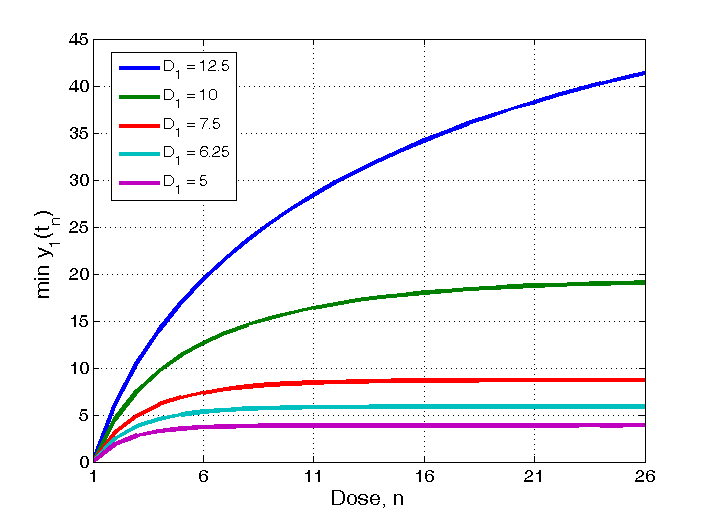 45
40
35
30
25
20
15
10
5
0
min y1(tn)
D1 = 12.5
D1 = 10
D1 = 7.5
D1 = 6.25
D1 = 5
1 6 11 16 21 26
Dose, n